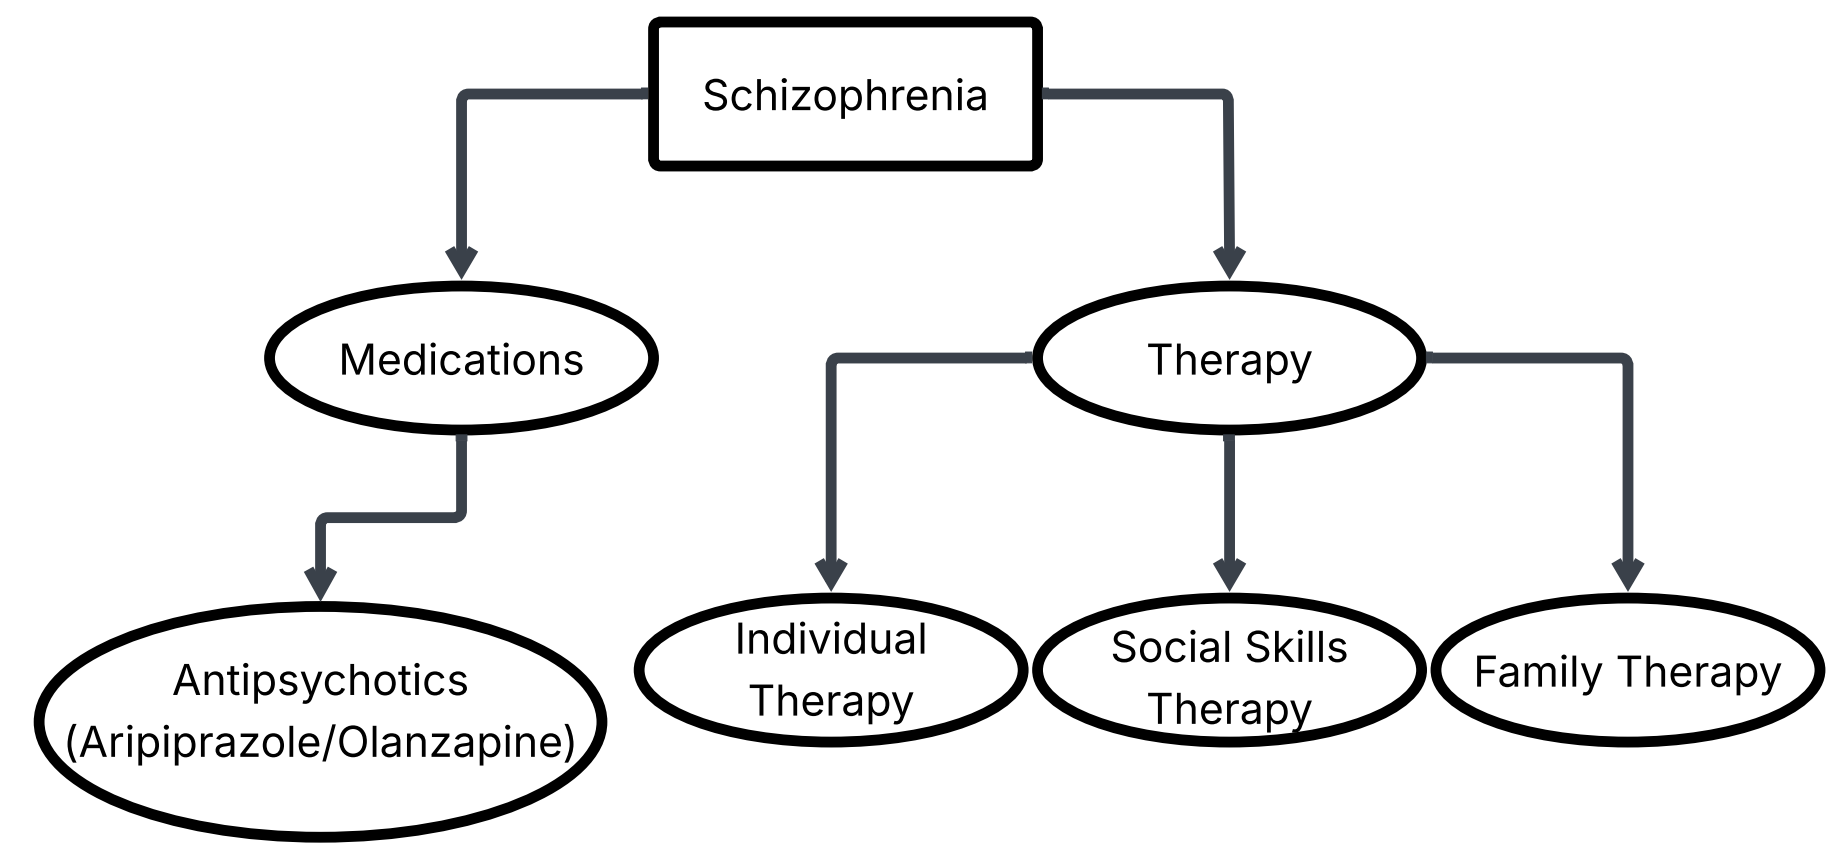 Schizophrenia
Medications
Therapy
Antipsychotics
(Aripiprazole/Olanzapine)
Individual
Therapy
Social Skills
Therapy
Family Therapy